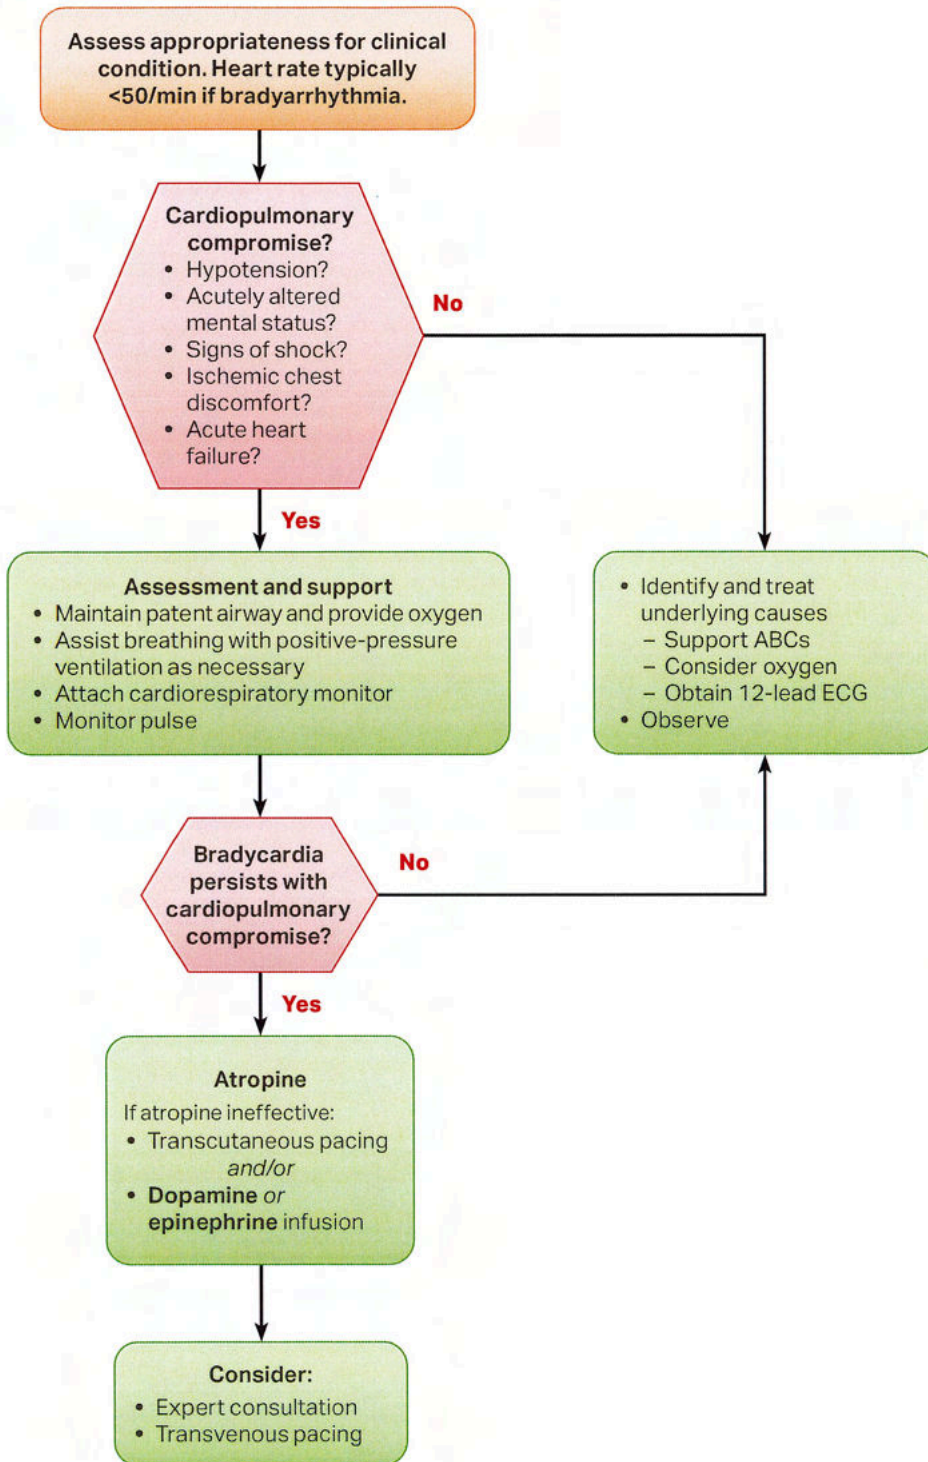 Assess appropriateness for clinical
condition. Heart rate typically
<50/min if bradyarrhythmia.
Cardiopulmonary
compromise?
• Hypotension?
• Acutely altered
mental status?
• Signs of shock?
• Ischemic chest
discomfort?
• Acute heart
failure?
No
Yes
Assessment and support
• Maintain patent airway and provide oxygen
• Assist breathing with positive-pressure
ventilation as necessary
• Attach cardiorespiratory monitor
• Monitor pulse
• Identify and treat
underlying causes
– Support ABCs
– Consider oxygen
– Obtain 12-lead ECG
• Observe
Bradycardia
persists with
cardiopulmonary
compromise?
No
Yes
Atropine
If atropine ineffective:
• Transcutaneous pacing
and/or
• Dopamine or
epinephrine infusion
Consider:
• Expert consultation
• Transvenous pacing